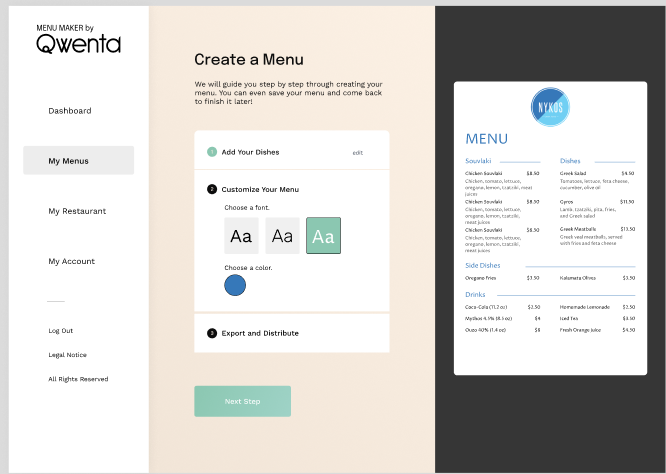 MENU MAKER by
Qwenta
Dashboard
My Menus
My Restaurant
My Account
Log Out
Legal Notice
All Rights Reserved
Create a Menu
We will guide you step by step through creating your
menu. You can even save your menu and come back
to finish it later!
1 Add Your Dishes edit
2 Customize Your Menu
Choose a font.
Aa Aa Aa
Choose a color.
3 Export and Distribute
Next Step
NYKOS
MENU
Souvlaki
Chicken Souvlaki $8.50
Chicken, tomato, lettuce,
oregano, lemon, tzatziki, meat
juices
Chicken Souvlaki $8.50
Chicken, tomato, lettuce,
oregano, lemon, tzatziki,
meat juices
Chicken Souvlaki $8.50
Chicken, tomato, lettuce,
oregano, lemon, tzatziki,
meat juices
Dishes
Greek Salad $4.50
Tomatoes, lettuce, feta cheese,
cucumber, olive oil
Gyros $11.50
Lamb, tzatziki, pita, fries,
and Greek salad
Greek Meatballs $13.50
Greek veal meatballs, served
with fries and feta cheese
Side Dishes
Oregano Fries $3.50 Kalamata Olives $3.50
Drinks
Coca-Cola (11.2 oz) $2.50 Homemade Lemonade $2.50
Mythos 4.5% (8.5 oz) $4 Iced Tea $3.50
Ouzo 40% (1.4 oz) $6 Fresh Orange Juice $4.50